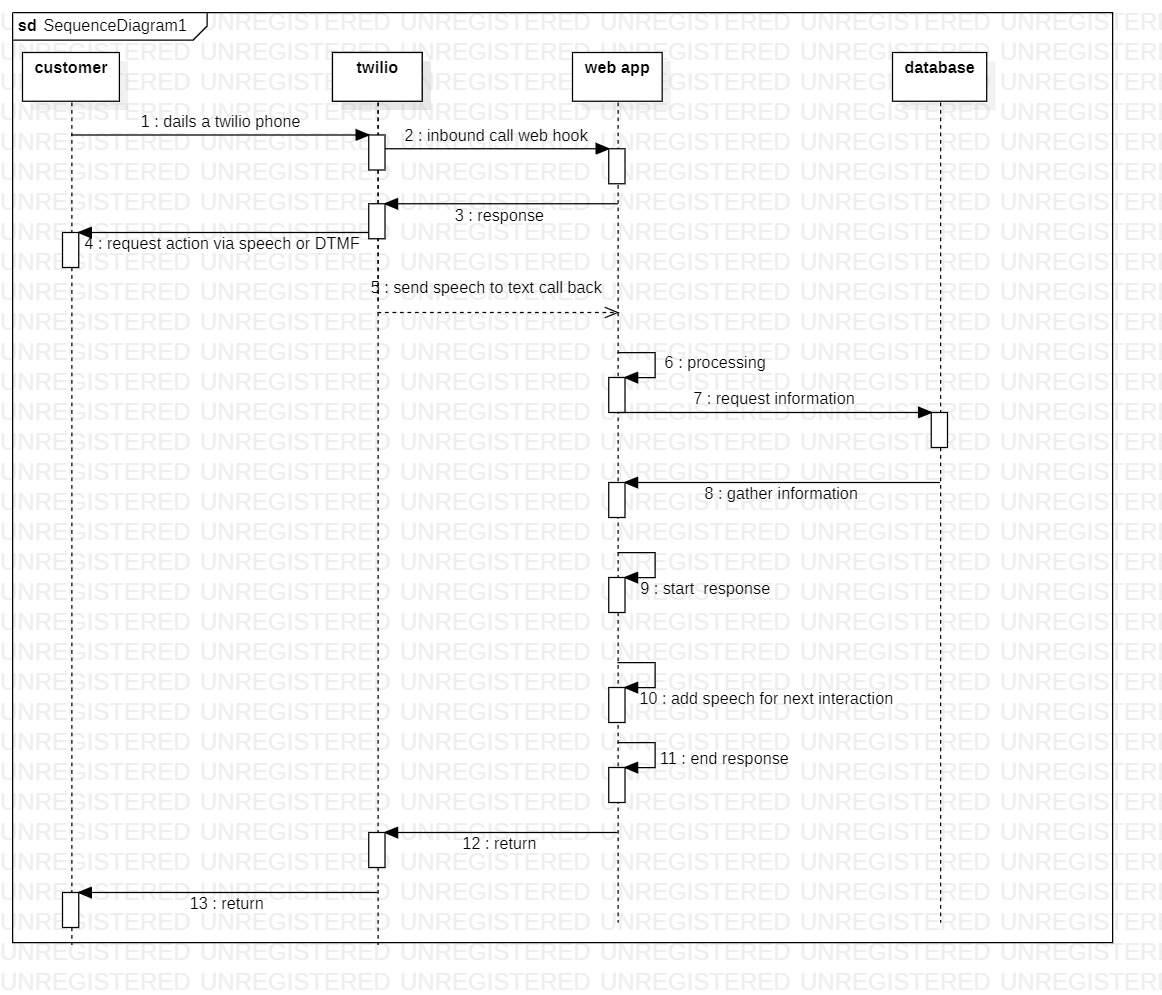 sd SequenceDiagram1
customer
twilio
web app
database
1 : dails a twilio phone
2 : inbound call web hook
3 : response
4 : request action via speech or DTMF
5 : send speech to text call back
6 : processing
7 : request information
8 : gather information
9 : start  response
10 : add speech for next interaction
11 : end response
12 : return
13 : return
UNREGISTERED